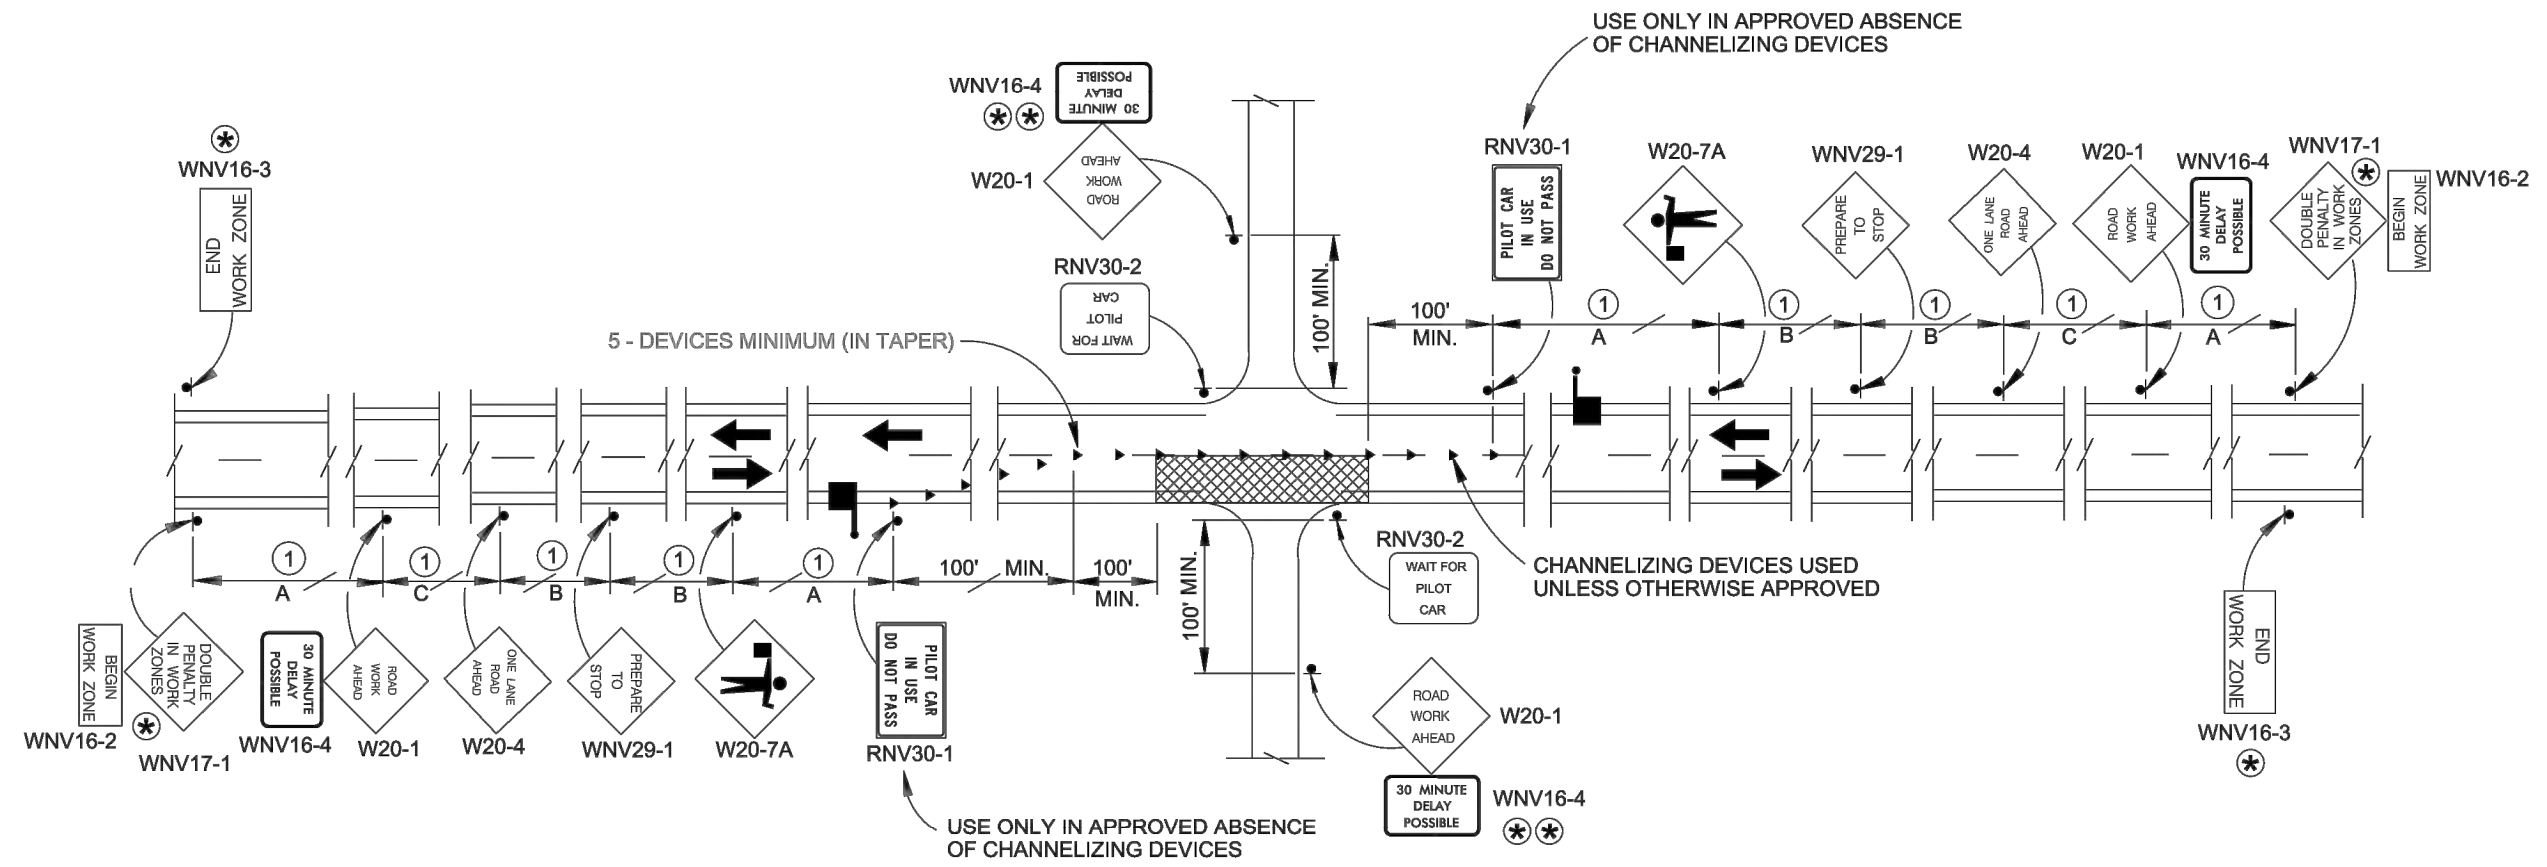 USE ONLY IN APPROVED ABSENCE
OF CHANNELIZING DEVICES
WNV16-4
30 MINUTE
DELAY
POSSIBLE
ROAD
WORK
AHEAD
W20-1
RNV30-2
WAIT FOR
PILOT
CAR
100' MIN.
WNV16-3
END
WORK ZONE
5 - DEVICES MINIMUM (IN TAPER)
RNV30-1
PILOT CAR
IN USE
DO NOT PASS
W20-7A
WNV29-1
PREPARE
TO
STOP
W20-4
ONE LANE
ROAD
AHEAD
W20-1
ROAD
WORK
AHEAD
WNV16-4
30 MINUTE
DELAY
POSSIBLE
WNV17-1
DOUBLE
PENALTY
IN WORK
ZONES
WNV16-2
BEGIN
WORK ZONE
100'
MIN.
1
A
1
B
1
B
1
C
1
A
1
A
1
C
1
B
1
B
1
A
100' MIN.
100'
MIN.
BEGIN
WORK ZONE
WNV16-2
DOUBLE
PENALTY
IN WORK
ZONES
WNV17-1
30 MINUTE
DELAY
POSSIBLE
WNV16-4
ROAD
WORK
AHEAD
W20-1
ONE LANE
ROAD
AHEAD
W20-4
PREPARE
TO
STOP
WNV29-1
W20-7A
PILOT CAR
IN USE
DO NOT PASS
RNV30-1
USE ONLY IN APPROVED ABSENCE
OF CHANNELIZING DEVICES
100' MIN.
RNV30-2
WAIT FOR
PILOT
CAR
CHANNELIZING DEVICES USED
UNLESS OTHERWISE APPROVED
ROAD
WORK
AHEAD
W20-1
30 MINUTE
DELAY
POSSIBLE
WNV16-4
END
WORK ZONE
WNV16-3